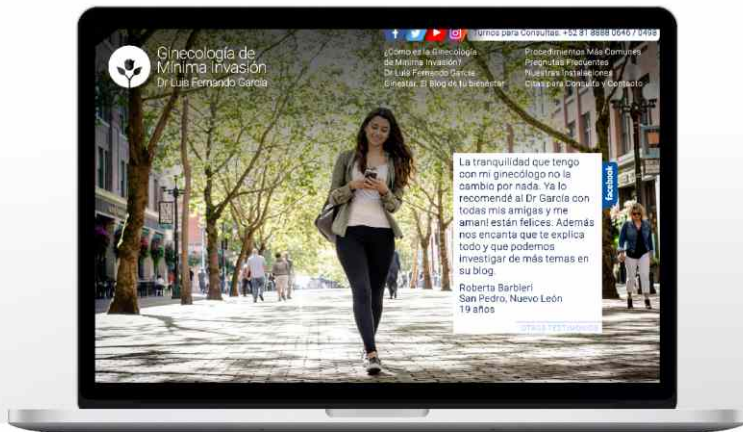 Ginecología de
Mínima Invasión
Dr Luis Fernando García
Turnos para Consultas: +52 81 8888 0646 / 0498
¿Cómo es la Ginecología
de Mínima Invasión?
Dr Luis Fernando García
Ginestar. El Blog de tu bienestar
Procedimientos Más Comunes
Pregnutas Frecuentes
Nuestras Instalaciones
Citas para Consulta y Contacto
La tranquilidad que tengo
con mi ginecólogo no la
cambio por nada. Ya lo
recomendé al Dr García con
todas mis amigas y me
aman! están felices. Además
nos encanta que te explica
todo y que podemos
investigar de más temas en
su blog.
Roberta Barbieri
San Pedro, Nuevo León
19 años
OTROS TESTIMONIOS
facebook